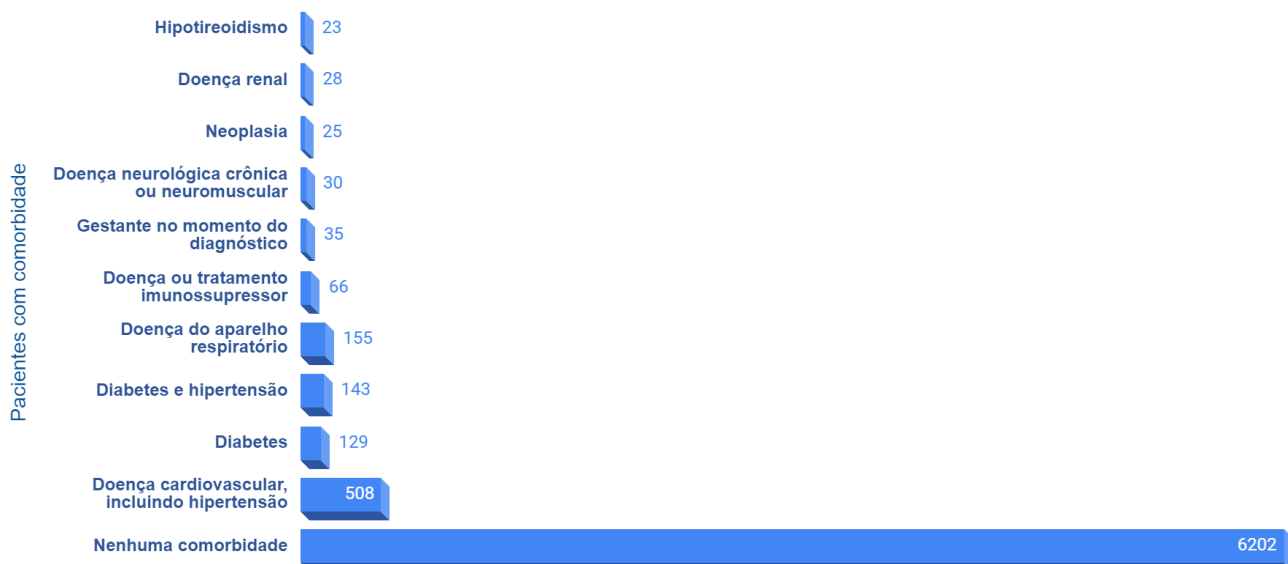 Pacientes com comorbidade
Hipotireoidismo 23
Doença renal 28
Neoplasia 25
Doença neurológica crônica
ou neuromuscular 30
Gestante no momento do
diagnóstico 35
Doença ou tratamento
imunossupressor 66
Doença do aparelho
respiratório 155
Diabetes e hipertensão 143
Diabetes 129
Doença cardiovascular,
incluindo hipertensão 508
Nenhuma comorbidade 6202